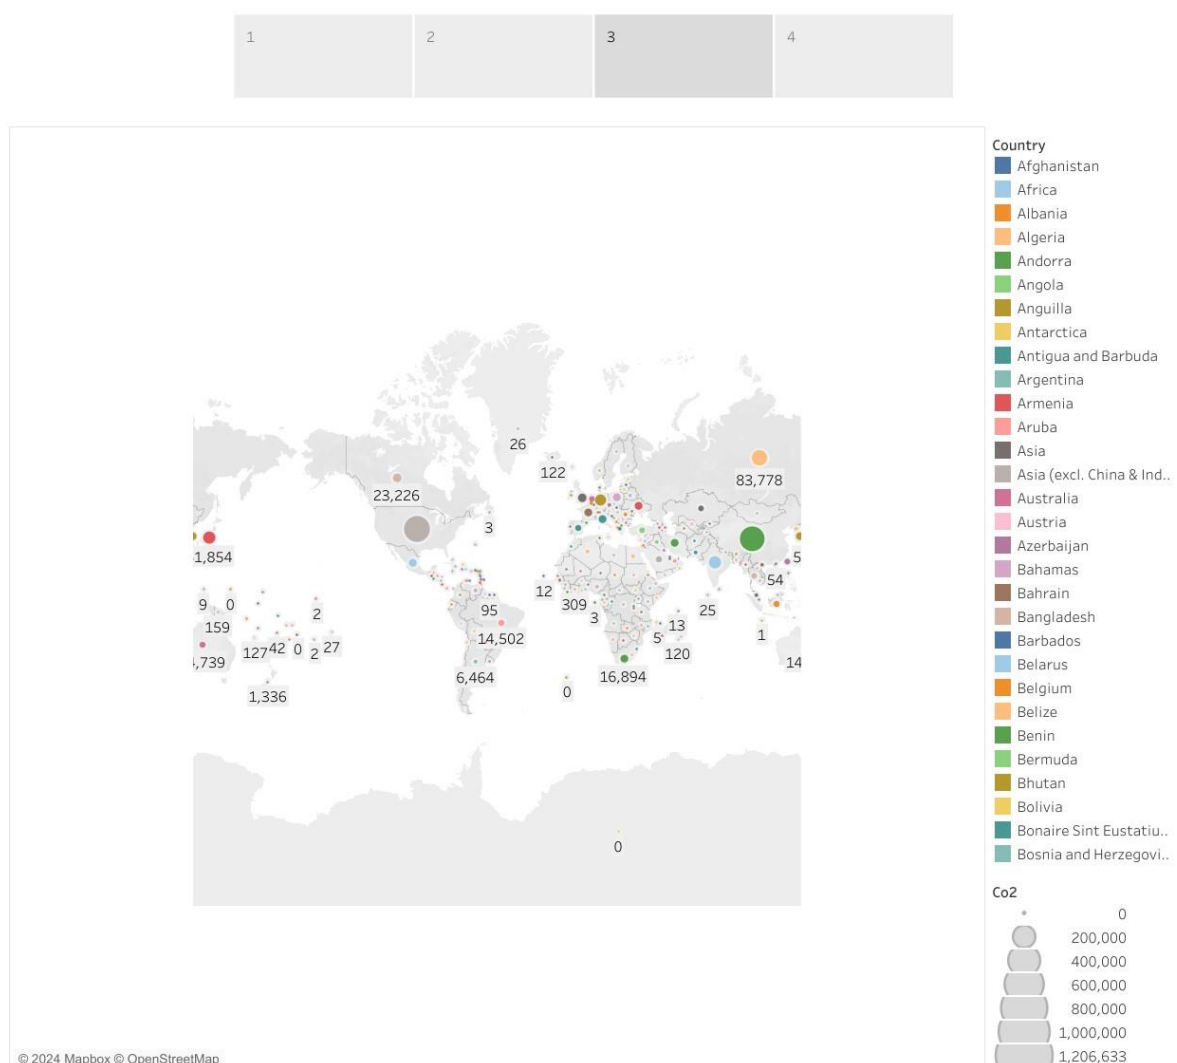 1
2
3
4
26
122
83,778
23,226
3
1,854
5
54
9
0
2
12
309
3
95
25
159
14,502
5
13
1
127
42
0
2
27
120
,739
14
6,464
16,894
1,336
0
0
© 2024 Mapbox © OpenStreetMap
Country
Afghanistan
Africa
Albania
Algeria
Andorra
Angola
Anguilla
Antarctica
Antigua and Barbuda
Argentina
Armenia
Aruba
Asia
Asia (excl. China & Ind..
Australia
Austria
Azerbaijan
Bahamas
Bahrain
Bangladesh
Barbados
Belarus
Belgium
Belize
Benin
Bermuda
Bhutan
Bolivia
Bonaire Sint Eustatiu..
Bosnia and Herzegovi..
Co2
0
200,000
400,000
600,000
800,000
1,000,000
1,206,633